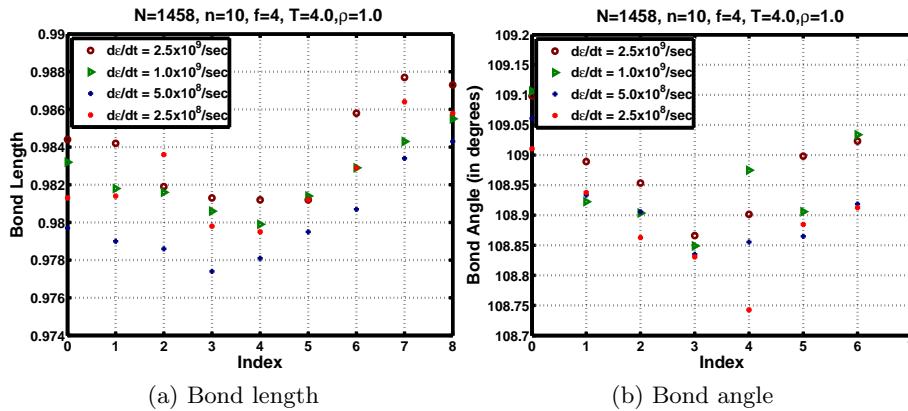 N=1458, n=10, f=4, T=4.0,ρ=1.0
0.99
0.988
0.986
0.984
0.982
0.98
0.978
0.976
0.974
Bond Length
dε/dt = 2.5x10⁹/sec
dε/dt = 1.0x10⁹/sec
dε/dt = 5.0x10⁸/sec
dε/dt = 2.5x10⁸/sec
0 1 2 3 4 5 6 7 8
Index
(a) Bond length
N=1458, n=10, f=4, T=4.0,ρ=1.0
109.2
109.15
109.1
109.05
109
108.95
108.9
108.85
108.8
108.75
108.7
Bond Angle (in degrees)
dε/dt = 2.5x10⁹/sec
dε/dt = 1.0x10⁹/sec
dε/dt = 5.0x10⁸/sec
dε/dt = 2.5x10⁸/sec
0 1 2 3 4 5 6
Index
(b) Bond angle